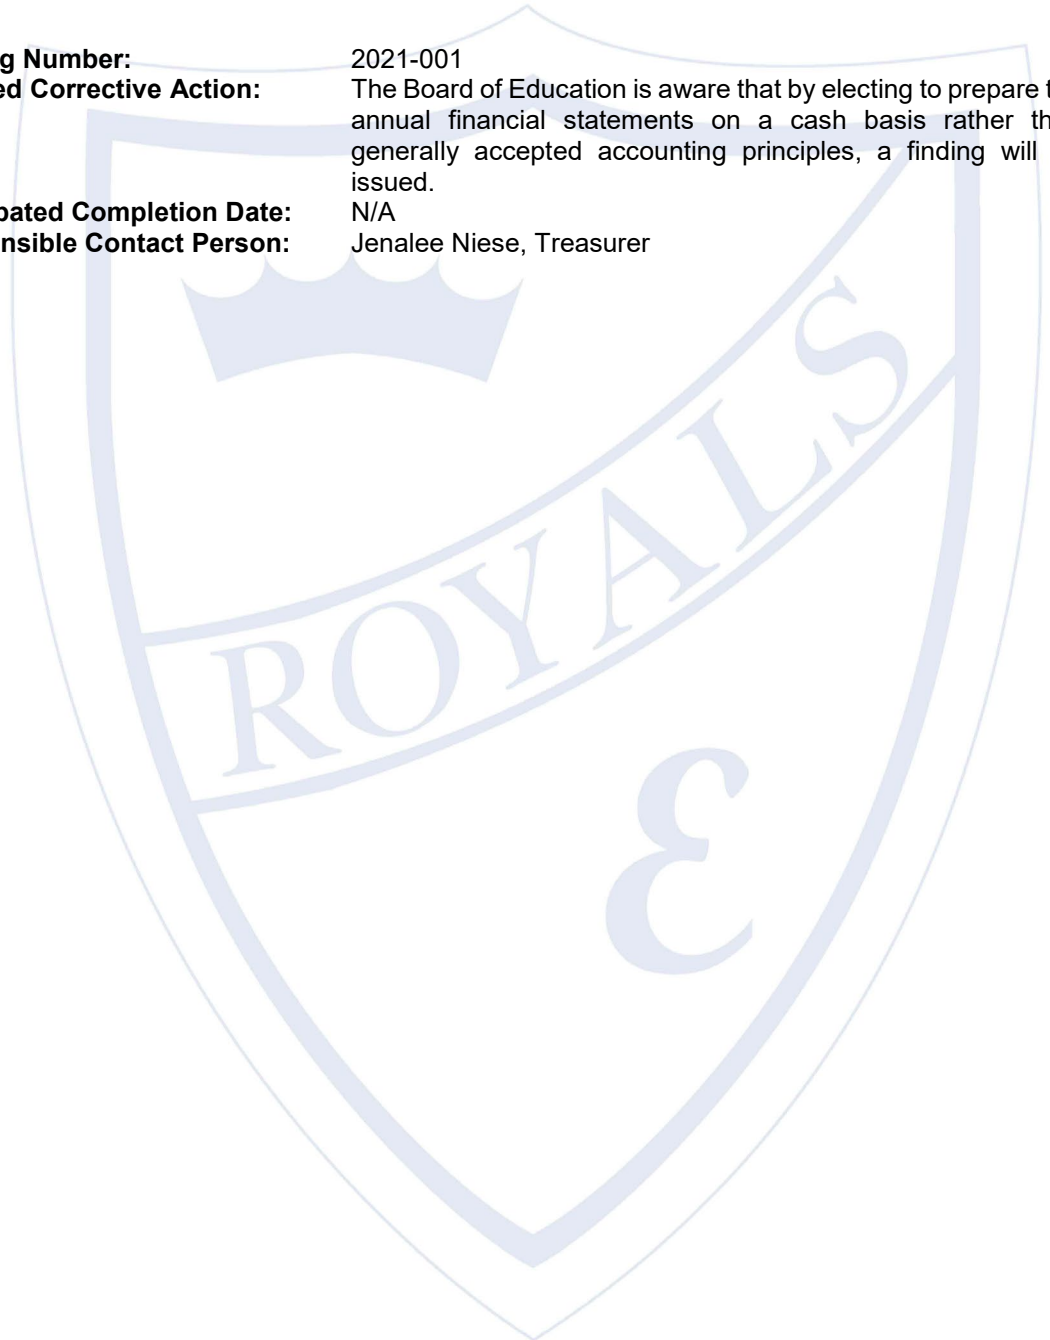 g Number: 2021-001
ed Corrective Action: The Board of Education is aware that by electing to prepare t
annual financial statements on a cash basis rather th
generally accepted accounting principles, a finding will
issued.
pated Completion Date: N/A
nsible Contact Person: Jenalee Niese, Treasurer
ROYALS
ε